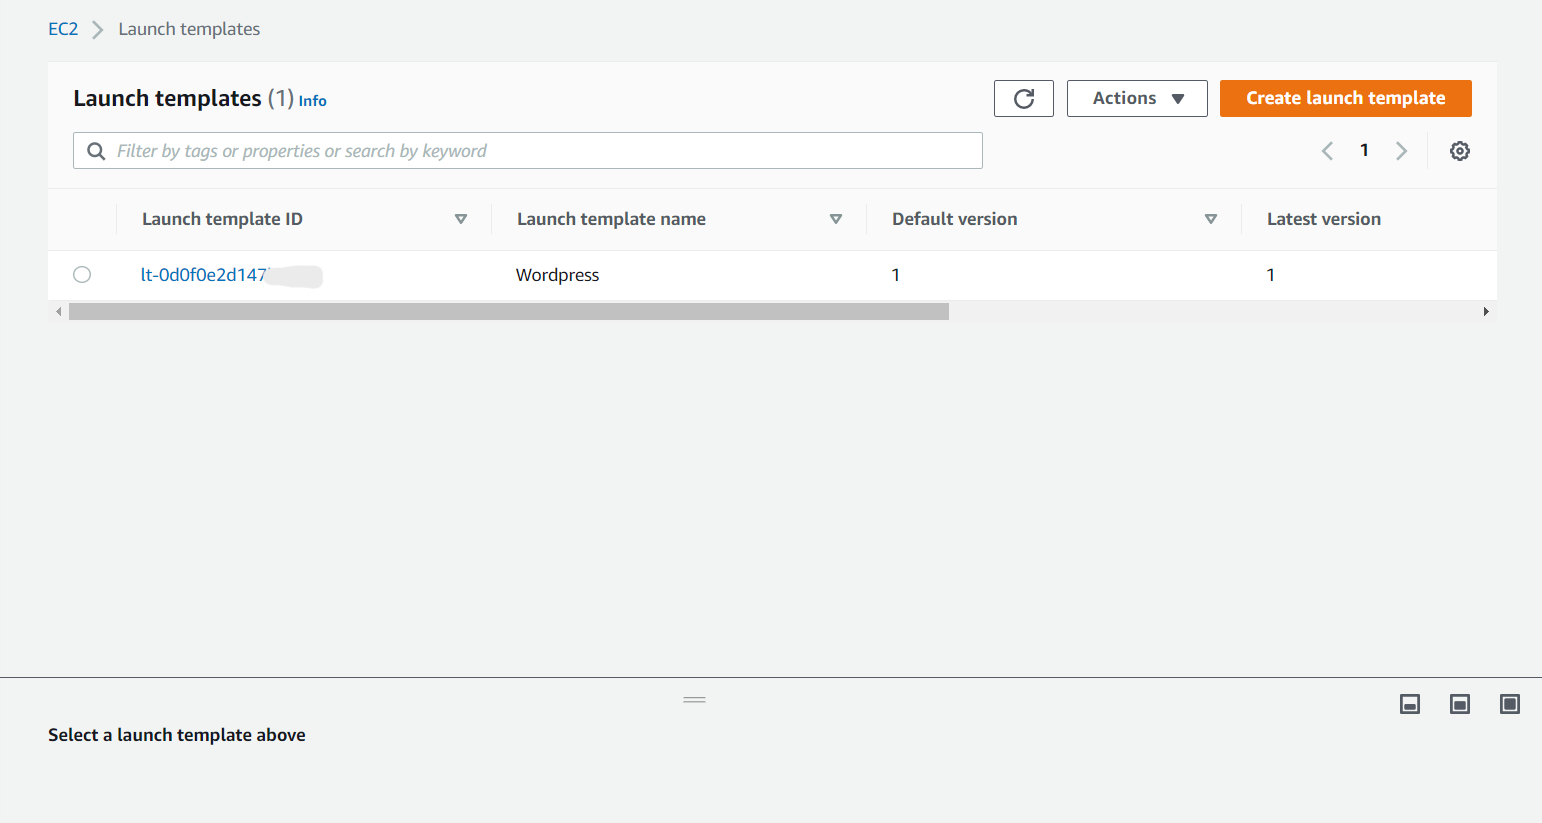 EC2 Launch templates
Launch templates (1) Info
Actions
Create launch template
Filter by tags or properties or search by keyword
1
Launch template ID Launch template name Default version Latest version
lt-0d0f0e2d147 Wordpress 1 1
Select a launch template above